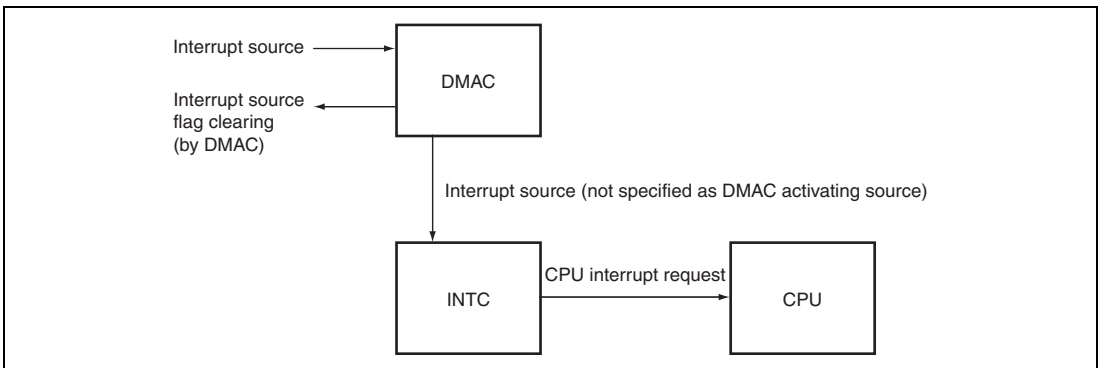 Interrupt source
DMAC
Interrupt source
flag clearing
(by DMAC)
Interrupt source (not specified as DMAC activating source)
INTC
CPU interrupt request
CPU